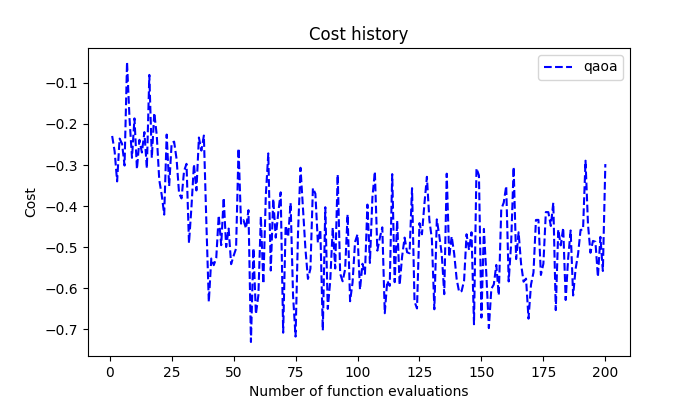 Cost history
qaoa
Cost
−0.1
−0.2
−0.3
−0.4
−0.5
−0.6
−0.7
0 25 50 75 100 125 150 175 200
Number of function evaluations